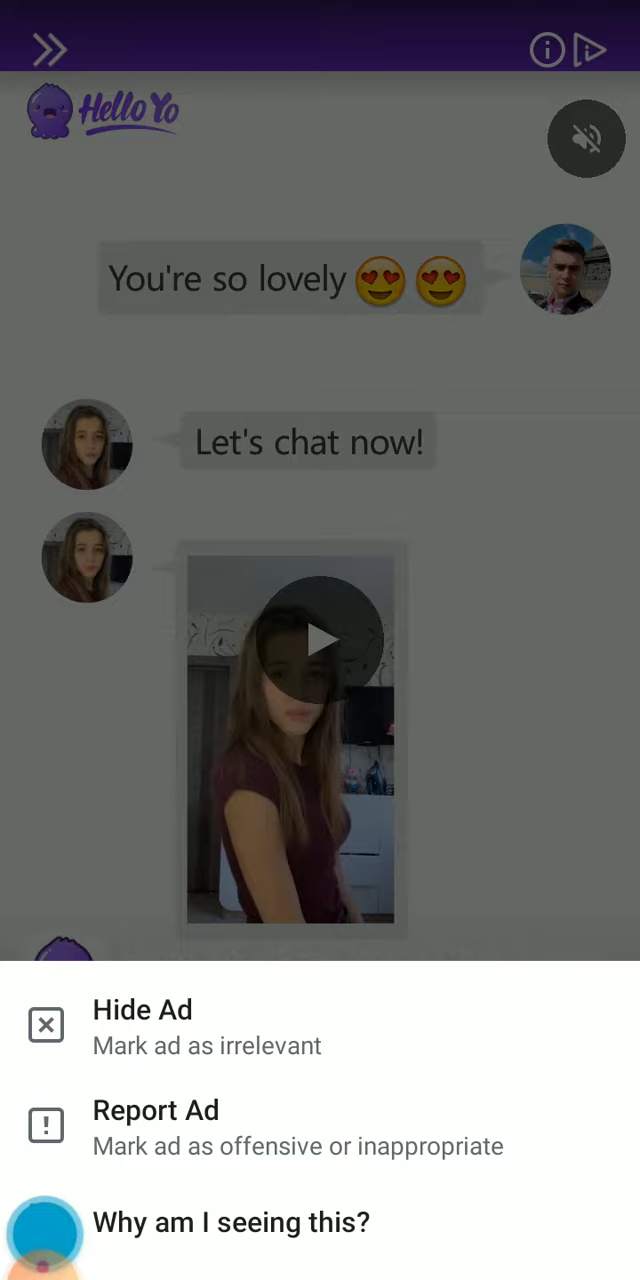 Hello Yo
You're so lovely 😍 😍
Let's chat now!
Hide Ad
Mark ad as irrelevant
Report Ad
Mark ad as offensive or inappropriate
Why am I seeing this?